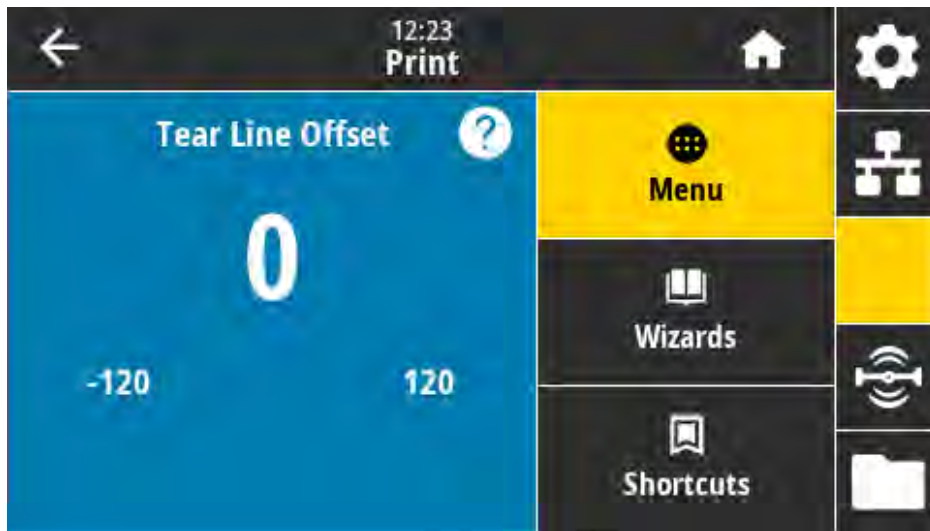 12:23
Print
Tear Line Offset
?
0
-120
120
Menu
Wizards
Shortcuts